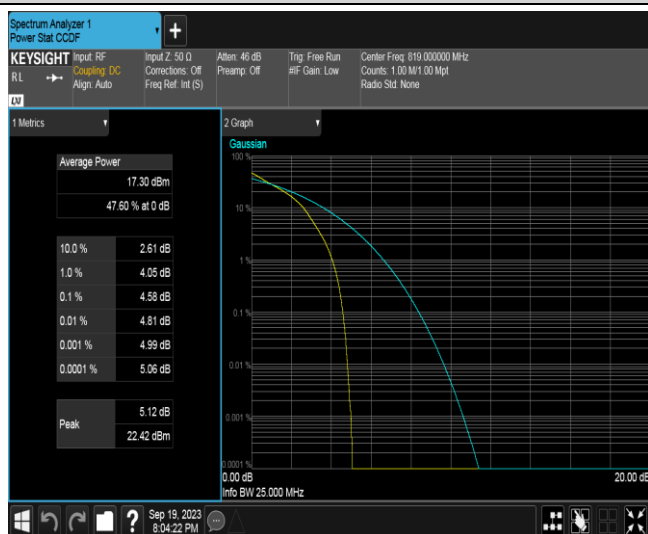 Spectrum Analyzer 1
Power Stat CCDF
+
KEYSIGHT
R L
LXI
Input: RF
Coupling: DC
Align: Auto
Input Z: 50 Ω
Corrections: Off
Freq Ref: Int (S)
Atten: 46 dB
Preamp: Off
Trig: Free Run
#IF Gain: Low
Center Freq: 819.000000 MHz
Counts: 1.00 M/1.00 Mpt
Radio Std: None
1 Metrics
Average Power
17.30 dBm
47.60 % at 0 dB
10.0 % 2.61 dB
1.0 % 4.05 dB
0.1 % 4.58 dB
0.01 % 4.81 dB
0.001 % 4.99 dB
0.0001 % 5.06 dB
Peak
5.12 dB
22.42 dBm
2 Graph
Gaussian
100 %
10 %
1 %
0.1 %
0.01 %
0.001 %
0.0001 %
0.00 dB 20.00 dB
Info BW 25.000 MHz
?
Sep 19, 2023
8:04:22 PM